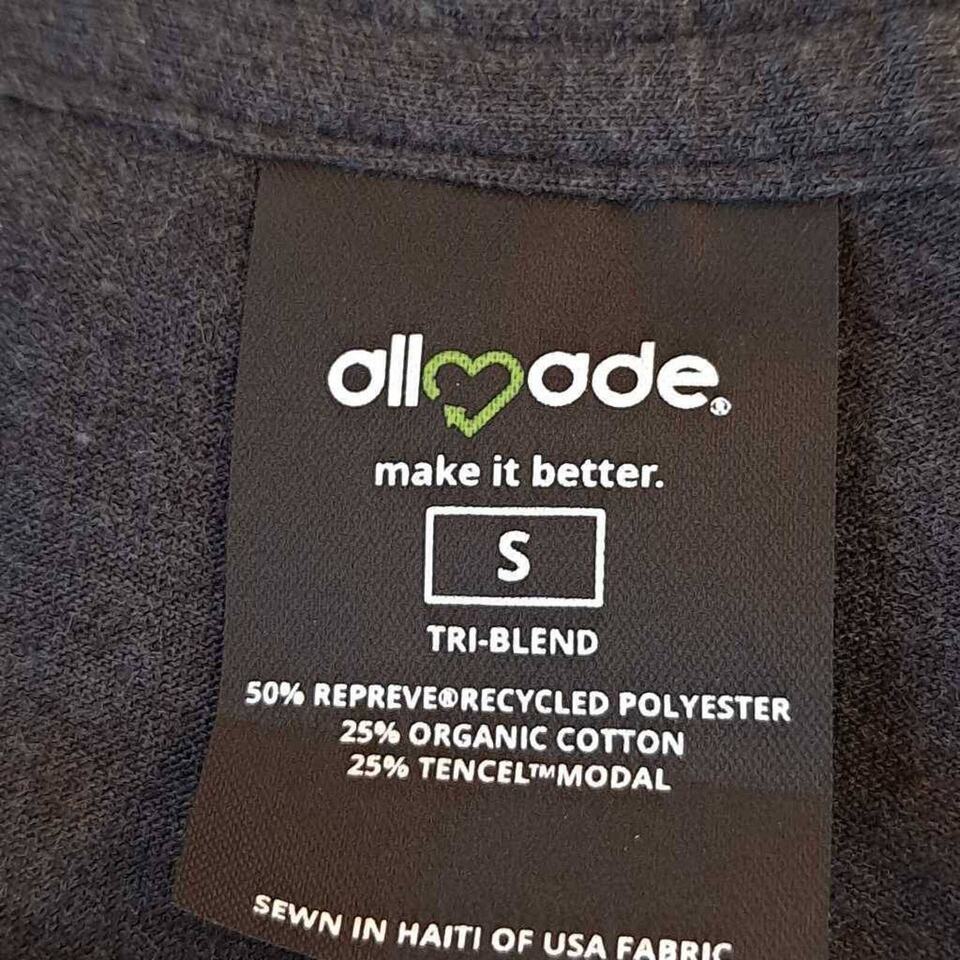 allmade®
make it better.
S
TRI-BLEND
50% REPREVE®RECYCLED POLYESTER
25% ORGANIC COTTON
25% TENCEL™MODAL
SEWN IN HAITI OF USA FABRIC